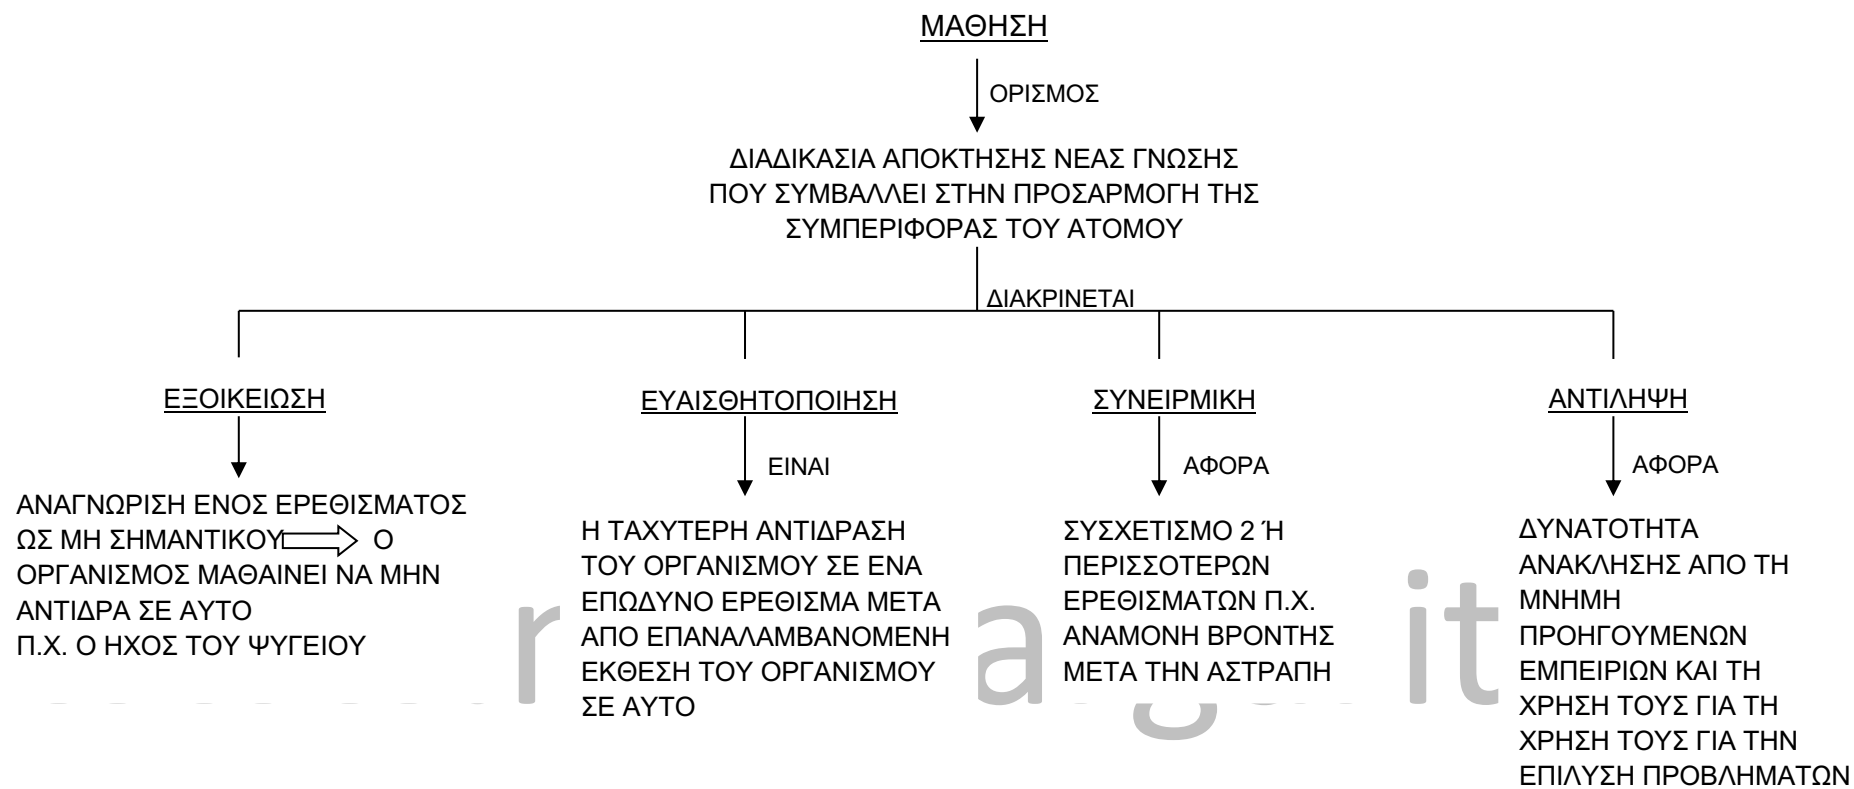 ΜΑΘΗΣΗ
ΟΡΙΣΜΟΣ
ΔΙΑΔΙΚΑΣΙΑ ΑΠΟΚΤΗΣΗΣ ΝΕΑΣ ΓΝΩΣΗΣ
ΠΟΥ ΣΥΜΒΑΛΛΕΙ ΣΤΗΝ ΠΡΟΣΑΡΜΟΓΗ ΤΗΣ
ΣΥΜΠΕΡΙΦΟΡΑΣ ΤΟΥ ΑΤΟΜΟΥ
ΔΙΑΚΡΙΝΕΤΑΙ
ΕΞΟΙΚΕΙΩΣΗ
ΑΝΑΓΝΩΡΙΣΗ ΕΝΟΣ ΕΡΕΘΙΣΜΑΤΟΣ
ΩΣ ΜΗ ΣΗΜΑΝΤΙΚΟΥ Ο
ΟΡΓΑΝΙΣΜΟΣ ΜΑΘΑΙΝΕΙ ΝΑ ΜΗΝ
ΑΝΤΙΔΡΑ ΣΕ ΑΥΤΟ
Π.Χ. Ο ΗΧΟΣ ΤΟΥ ΨΥΓΕΙΟΥ
ΕΥΑΙΣΘΗΤΟΠΟΙΗΣΗ
ΕΙΝΑΙ
Η ΤΑΧΥΤΕΡΗ ΑΝΤΙΔΡΑΣΗ
ΤΟΥ ΟΡΓΑΝΙΣΜΟΥ ΣΕ ΕΝΑ
ΕΠΩΔΥΝΟ ΕΡΕΘΙΣΜΑ ΜΕΤΑ
ΑΠΟ ΕΠΑΝΑΛΑΜΒΑΝΟΜΕΝΗ
ΕΚΘΕΣΗ ΤΟΥ ΟΡΓΑΝΙΣΜΟΥ
ΣΕ ΑΥΤΟ
ΣΥΝΕΙΡΜΙΚΗ
ΑΦΟΡΑ
ΣΥΣΧΕΤΙΣΜΟ 2 Ή
ΠΕΡΙΣΣΟΤΕΡΩΝ
ΕΡΕΘΙΣΜΑΤΩΝ Π.Χ.
ΑΝΑΜΟΝΗ ΒΡΟΝΤΗΣ
ΜΕΤΑ ΤΗΝ ΑΣΤΡΑΠΗ
ΑΝΤΙΛΗΨΗ
ΑΦΟΡΑ
ΔΥΝΑΤΟΤΗΤΑ
ΑΝΑΚΛΗΣΗΣ ΑΠΟ ΤΗ
ΜΝΗΜΗ
ΠΡΟΗΓΟΥΜΕΝΩΝ
ΕΜΠΕΙΡΙΩΝ ΚΑΙ ΤΗ
ΧΡΗΣΗ ΤΟΥΣ ΓΙΑ ΤΗ
ΧΡΗΣΗ ΤΟΥΣ ΓΙΑ ΤΗΝ
ΕΠΙΛΥΣΗ ΠΡΟΒΛΗΜΑΤΩΝ